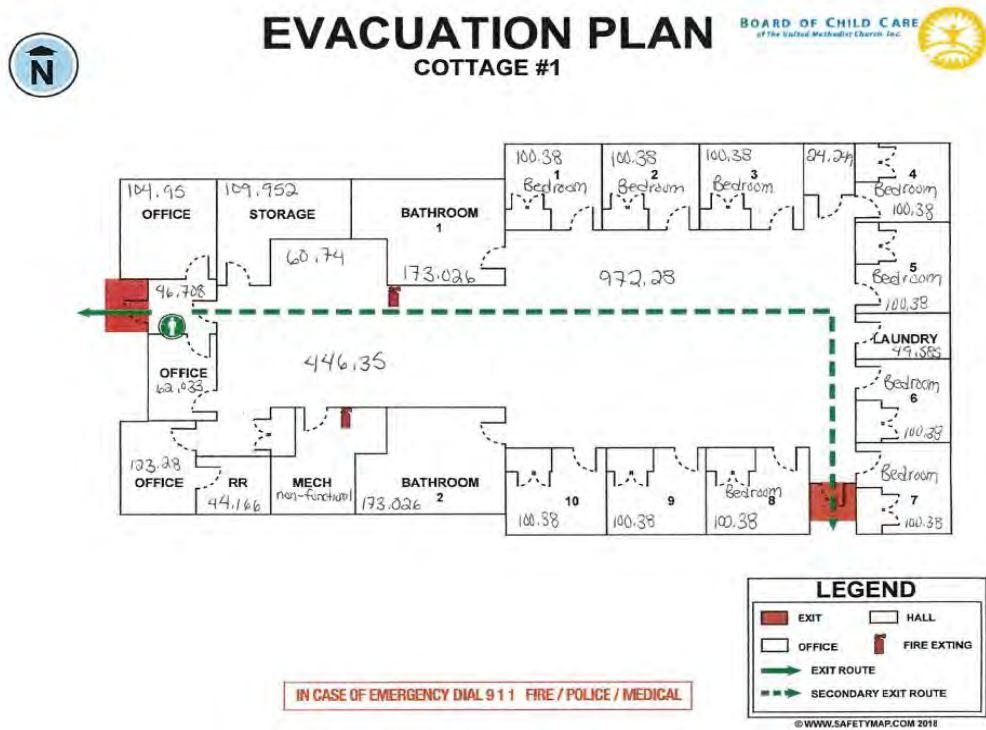 EVACUATION PLAN
COTTAGE #1
BOARD OF CHILD CARE
of The United Methodist Church, Inc.
N
104.95
OFFICE
109.952
STORAGE
BATHROOM
1
173.026
60.74
100.38
1
Bedroom
100.38
2
Bedroom
100.38
3
Bedroom
4
Bedroom
100.38
972.28
5
Bedroom
100.38
46.708
446.35
OFFICE
62.033
LAUNDRY
49.585
Bedroom
6
100.38
123.28
OFFICE
RR
44.166
MECH
non-functional
BATHROOM
2
173.026
10
100.38
9
100.38
Bedroom
8
100.38
Bedroom
7
100.38
LEGEND
EXIT
HALL
OFFICE
FIRE EXTING
EXIT ROUTE
SECONDARY EXIT ROUTE
IN CASE OF EMERGENCY DIAL 9 1 1 FIRE / POLICE / MEDICAL
© WWW.SAFETYMAP.COM 2018